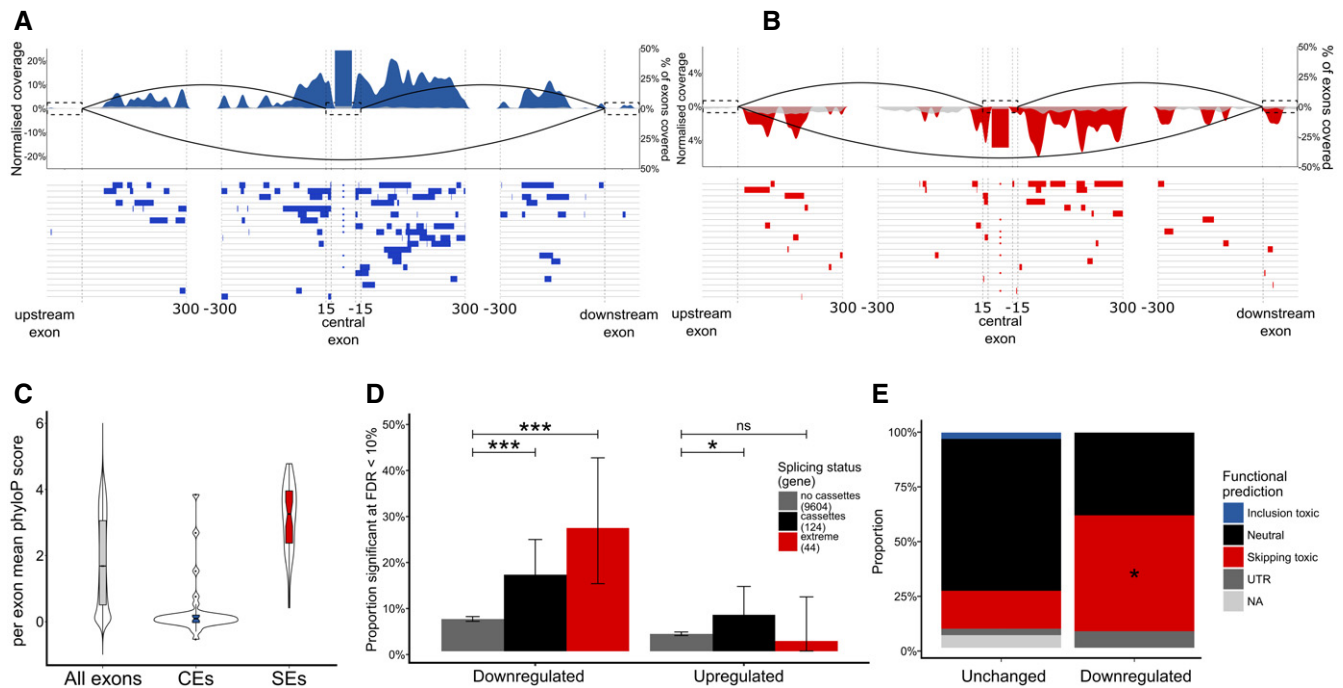 A
Normalised coverage
20%
10%
0%
-10%
-20%
50%
25%
0%
-25%
50%
% of exons covered
300 -300 15 -15 300 -300
upstream exon
central exon
downstream exon
B
Normalised coverage
4%
0%
4%
50%
25%
0%
-25%
-50%
% of exons covered
300 -300 15 -15 300 -300
upstream exon
central exon
downstream exon
C
per exon mean phyloP score
6
4
2
0
All exons
CEs
SEs
D
Proportion significant at FDR < 10%
50%
40%
30%
20%
10%
0%
***
***
ns
*
Splicing status (gene)
no cassettes (9604)
cassettes (124)
extreme (44)
Downregulated
Upregulated
E
Proportion
100%
75%
50%
25%
0%
*
Unchanged
Downregulated
Functional prediction
Inclusion toxic
Neutral
Skipping toxic
UTR
NA